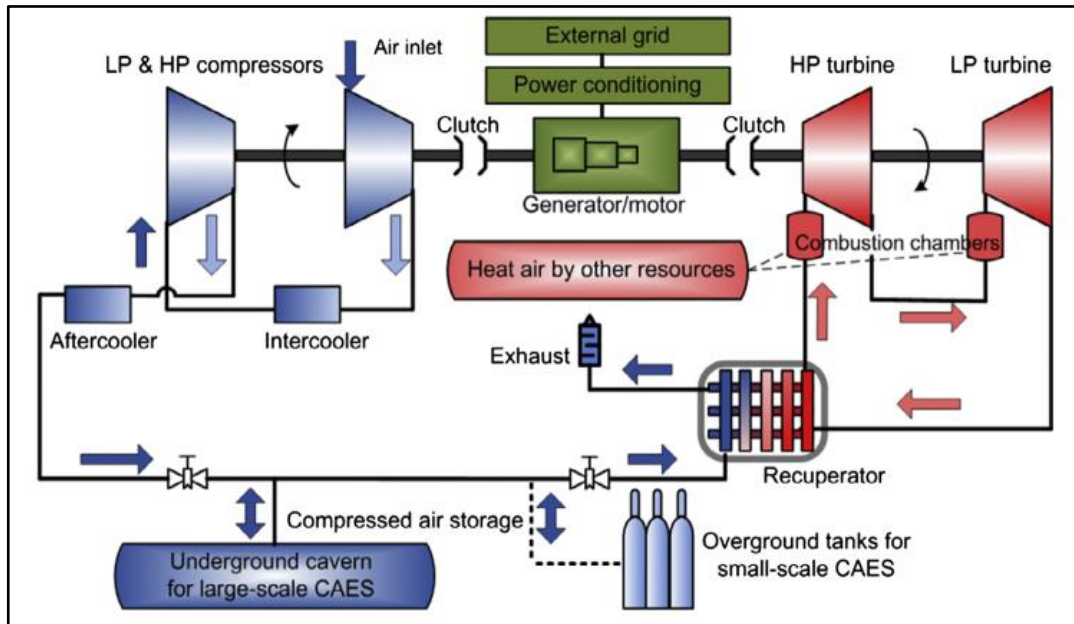 External grid
Air inlet
LP & HP compressors
HP turbine
LP turbine
Power conditioning
Clutch
Clutch
Generator/motor
Combustion chambers
Heat air by other resources
Aftercooler
Intercooler
Exhaust
Recuperator
Compressed air storage
Underground cavern
for large-scale CAES
Overground tanks for
small-scale CAES